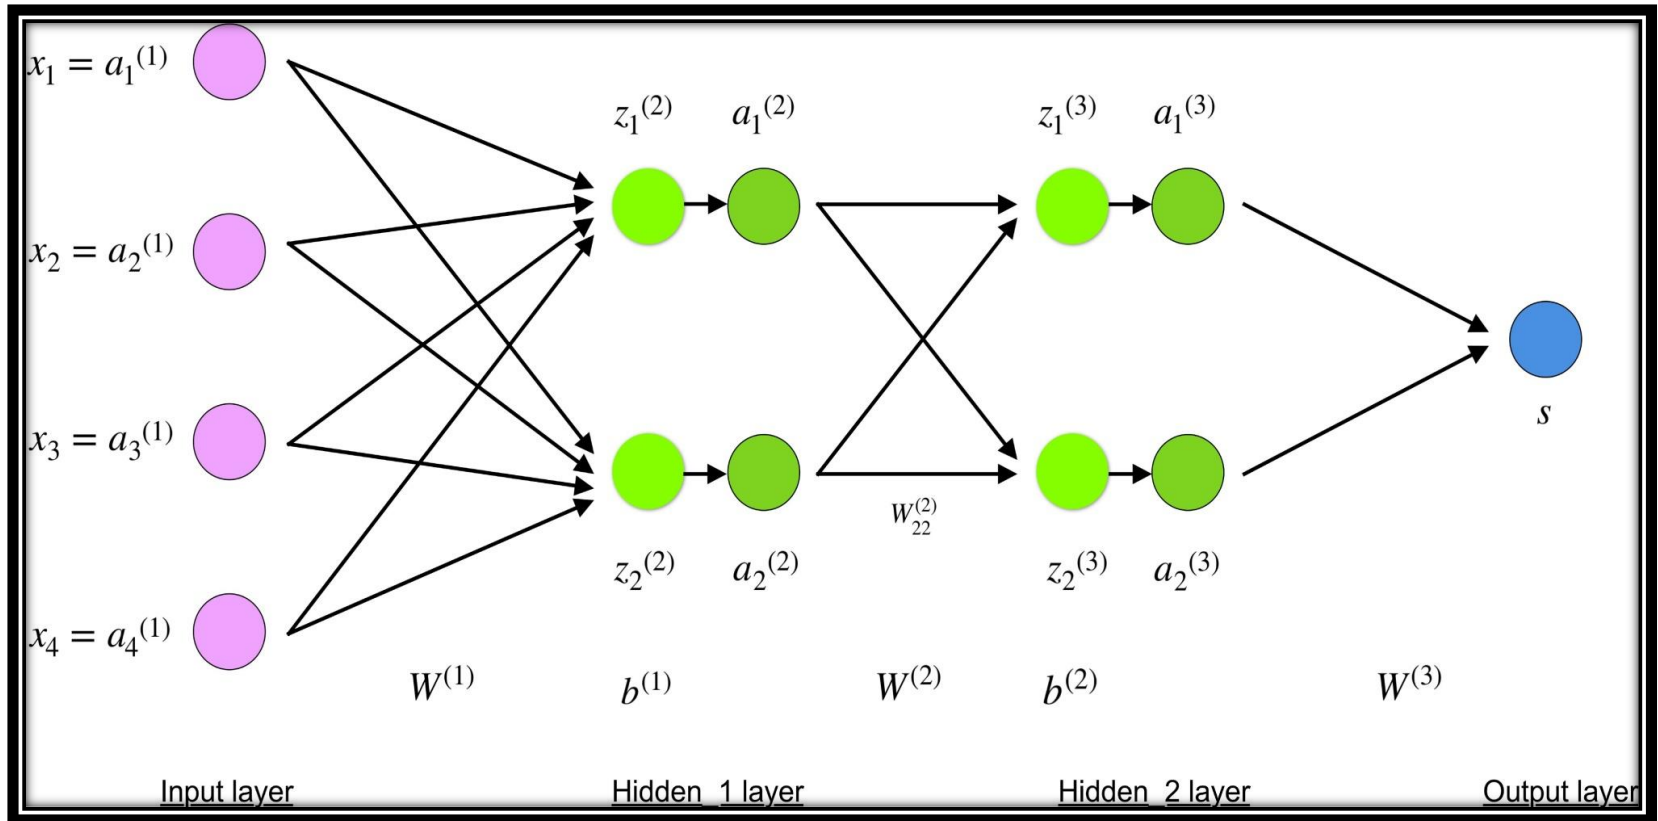 x₁ = a₁⁽¹⁾
z₁⁽²⁾ a₁⁽²⁾ z₁⁽³⁾ a₁⁽³⁾
x₂ = a₂⁽¹⁾
s
x₃ = a₃⁽¹⁾
W₂₂⁽²⁾
z₂⁽²⁾ a₂⁽²⁾ z₂⁽³⁾ a₂⁽³⁾
x₄ = a₄⁽¹⁾
W⁽¹⁾ b⁽¹⁾ W⁽²⁾ b⁽²⁾ W⁽³⁾
Input layer Hidden_1 layer Hidden_2 layer Output layer